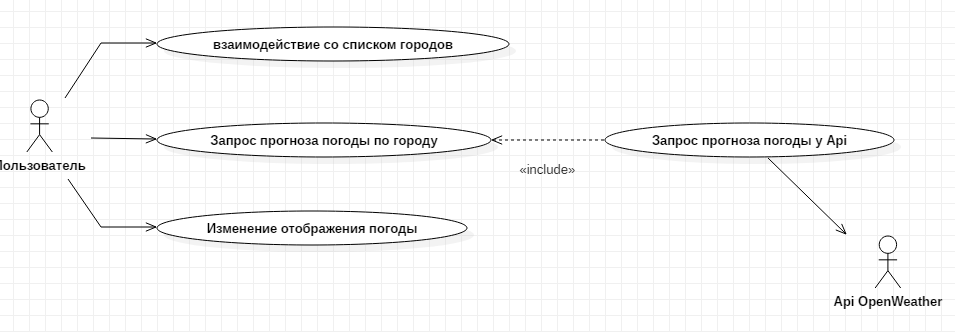 взаимодействие со списком городов
Запрос прогноза погоды по городу
Запрос прогноза погоды у Api
«include»
Пользователь
Изменение отображения погоды
Api OpenWeather